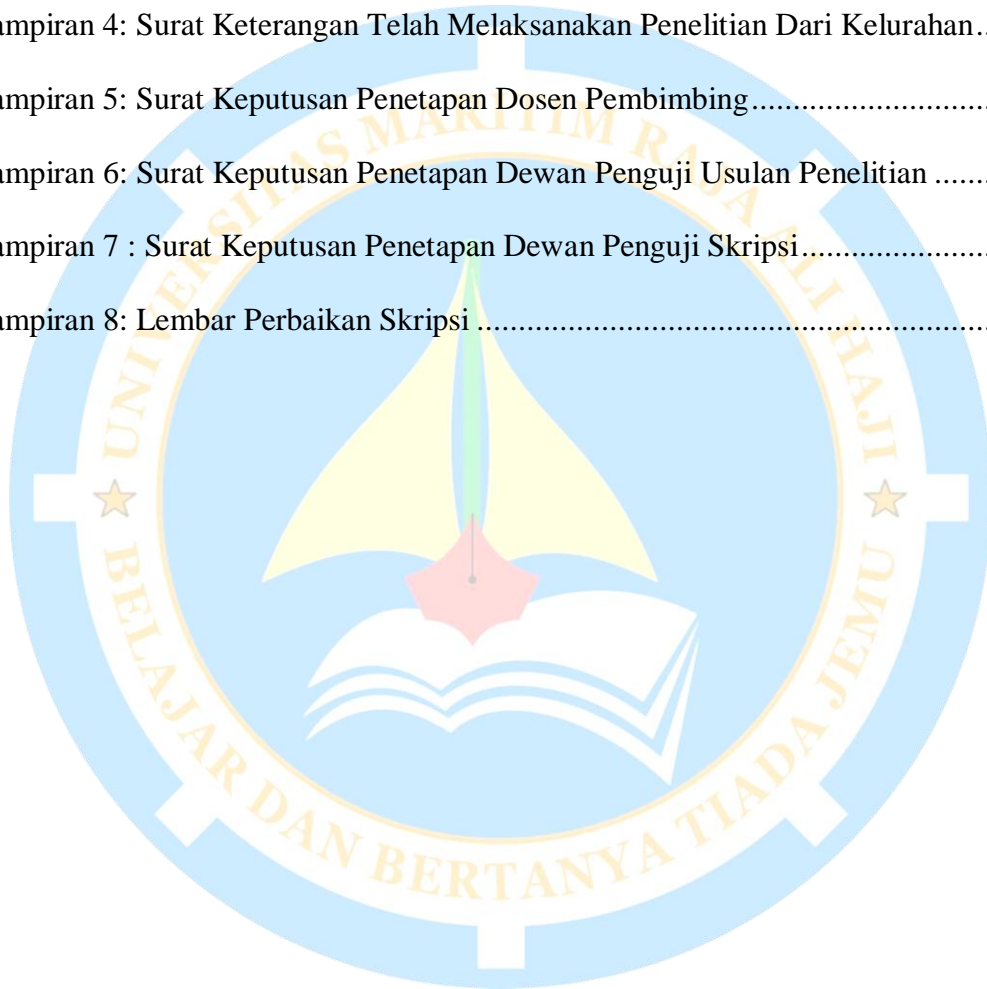 ampiran 4: Surat Keterangan Telah Melaksanakan Penelitian Dari Kelurahan..
ampiran 5: Surat Keputusan Penetapan Dosen Pembimbing............................
ampiran 6: Surat Keputusan Penetapan Dewan Penguji Usulan Penelitian .......
ampiran 7 : Surat Keputusan Penetapan Dewan Penguji Skripsi......................
ampiran 8: Lembar Perbaikan Skripsi .............................................................
UNIVERSITAS MARITIM RAJA ALI HAJI
BELAJAR DAN BERTANYA TIADA JEMU